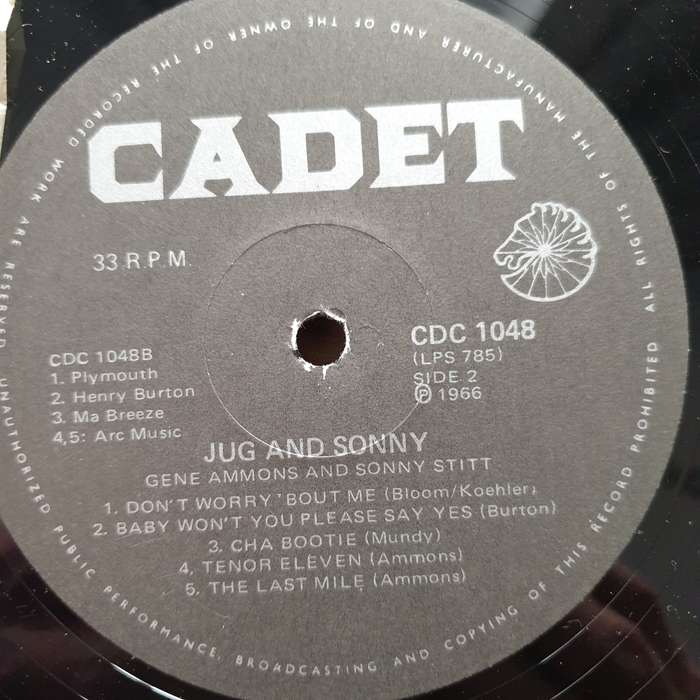 ALL RIGHTS OF THE MANUFACTURER AND OF THE OWNER OF THE RECORDED WORK ARE RESERVED. UNAUTHORIZED PUBLIC PERFORMANCE, BROADCASTING AND COPYING OF THIS RECORD PROHIBITED
CADET
33 R.P.M.
CDC 1048
(LPS 785)
SIDE 2
Ⓟ 1966
CDC 1048B
1. Plymouth
2. Henry Burton
3. Ma Breeze
4,5: Arc Music
JUG AND SONNY
GENE AMMONS AND SONNY STITT
1. DON'T WORRY 'BOUT ME (Bloom/Koehler)
2. BABY WON'T YOU PLEASE SAY YES (Burton)
3. CHA BOOTIE (Mundy)
4. TENOR ELEVEN (Ammons)
5. THE LAST MILE (Ammons)